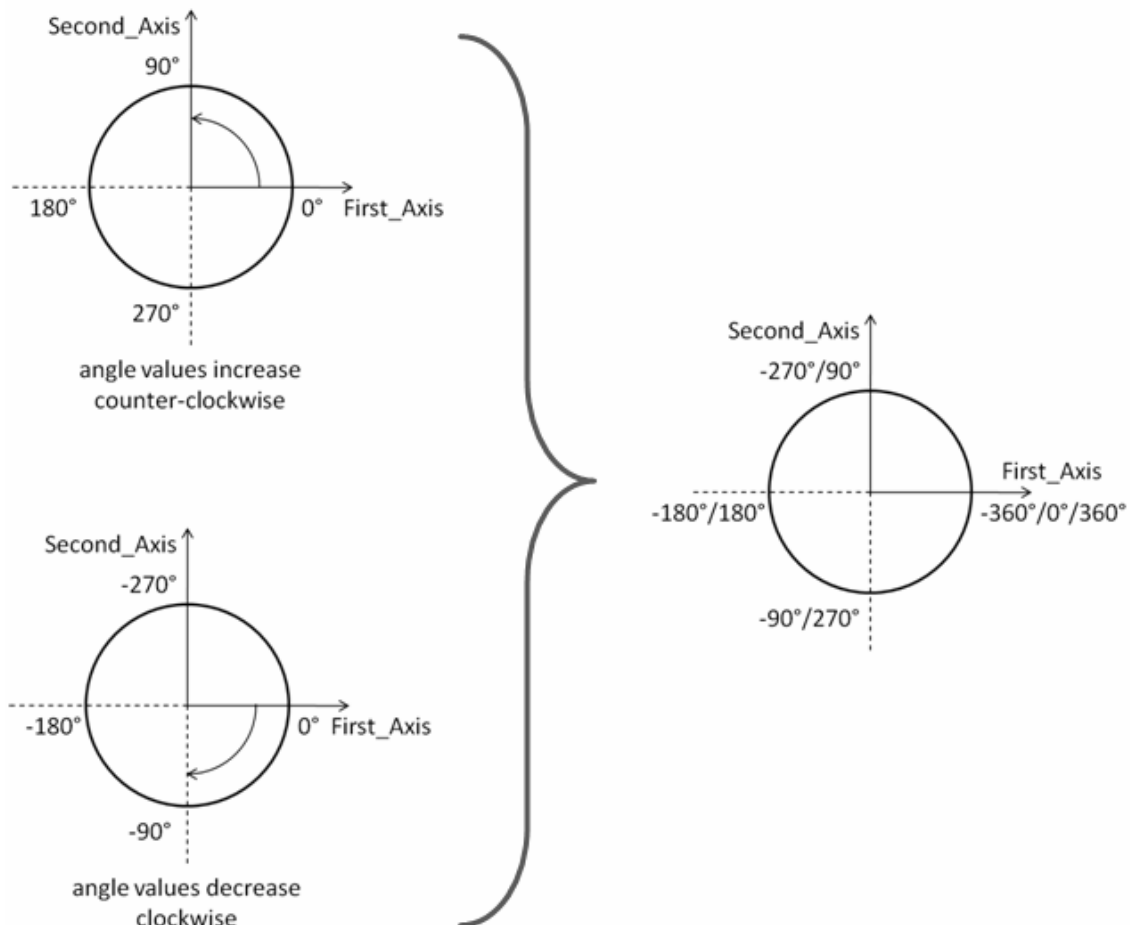 Second_Axis
90°
180°
0° First_Axis
270°
angle values increase
counter-clockwise
Second_Axis
-270°
-180°
0° First_Axis
-90°
angle values decrease
clockwise
Second_Axis
-270°/90°
First_Axis
-180°/180°
-360°/0°/360°
-90°/270°